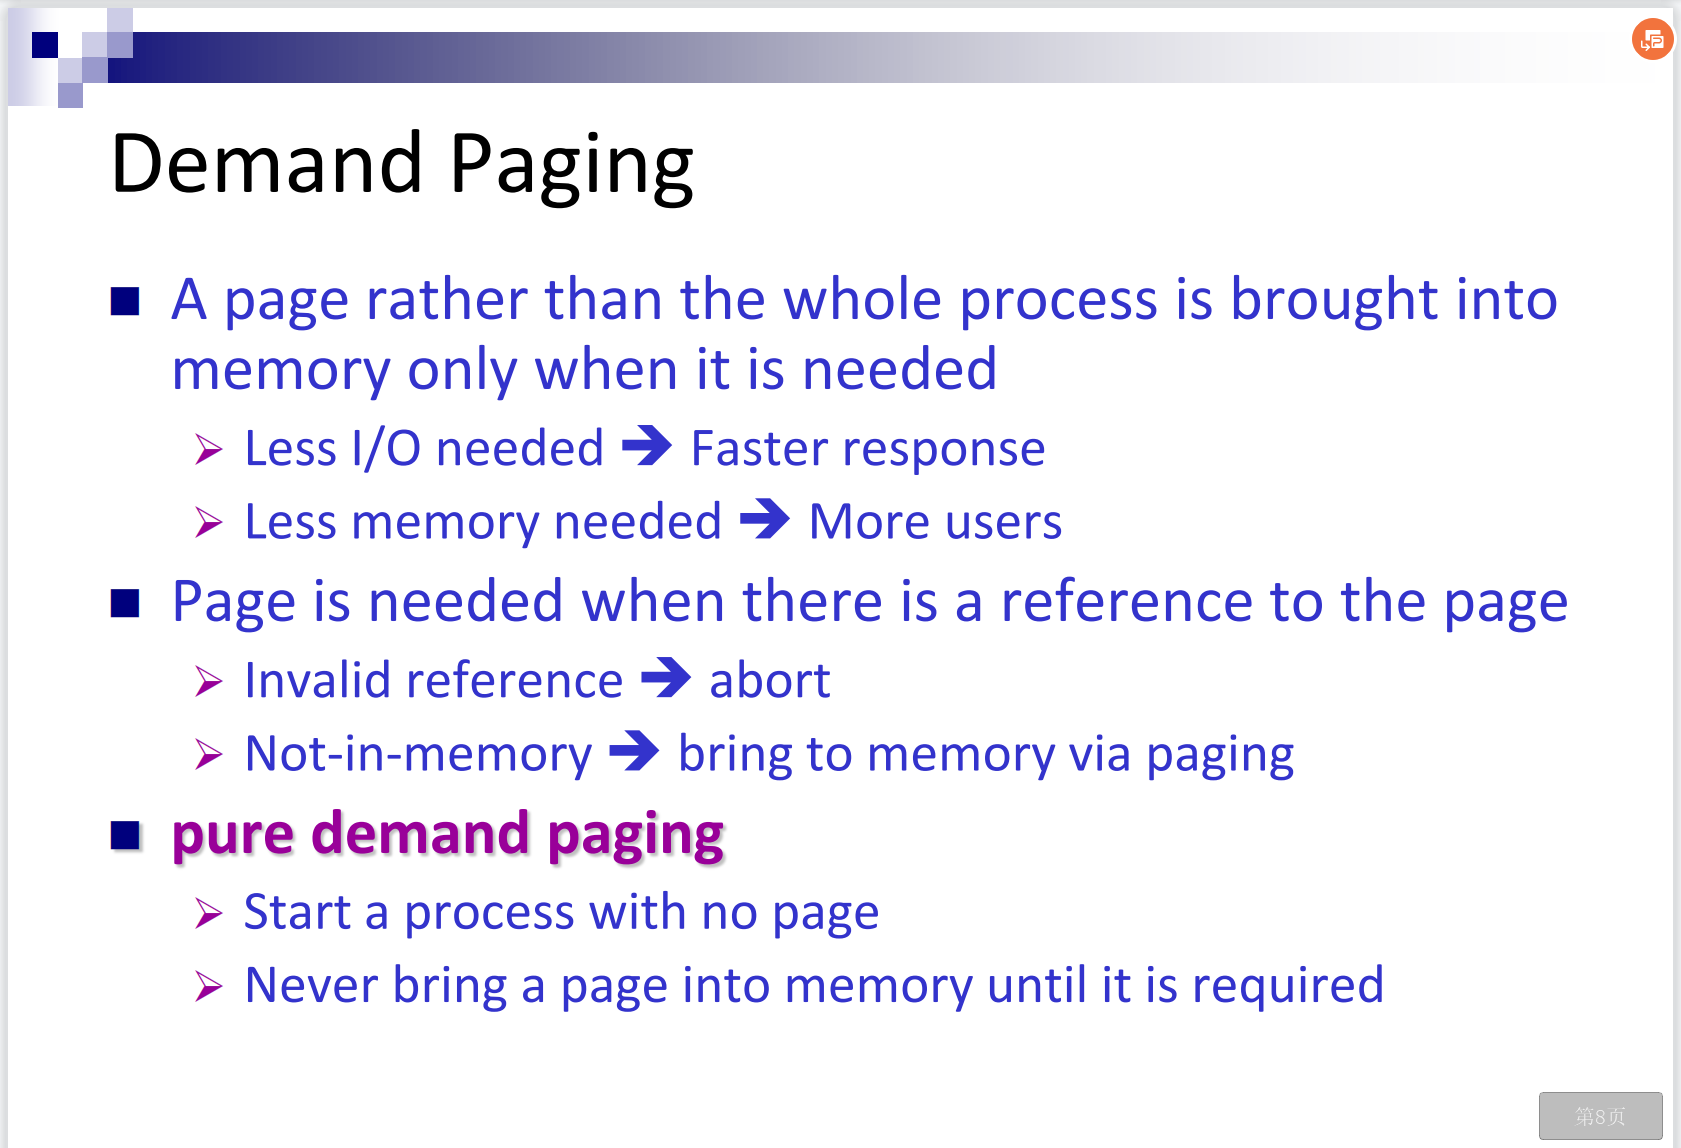 Demand Paging
A page rather than the whole process is brought into
memory only when it is needed
Less I/O needed → Faster response
Less memory needed → More users
Page is needed when there is a reference to the page
Invalid reference → abort
Not-in-memory → bring to memory via paging
pure demand paging
Start a process with no page
Never bring a page into memory until it is required
第8页